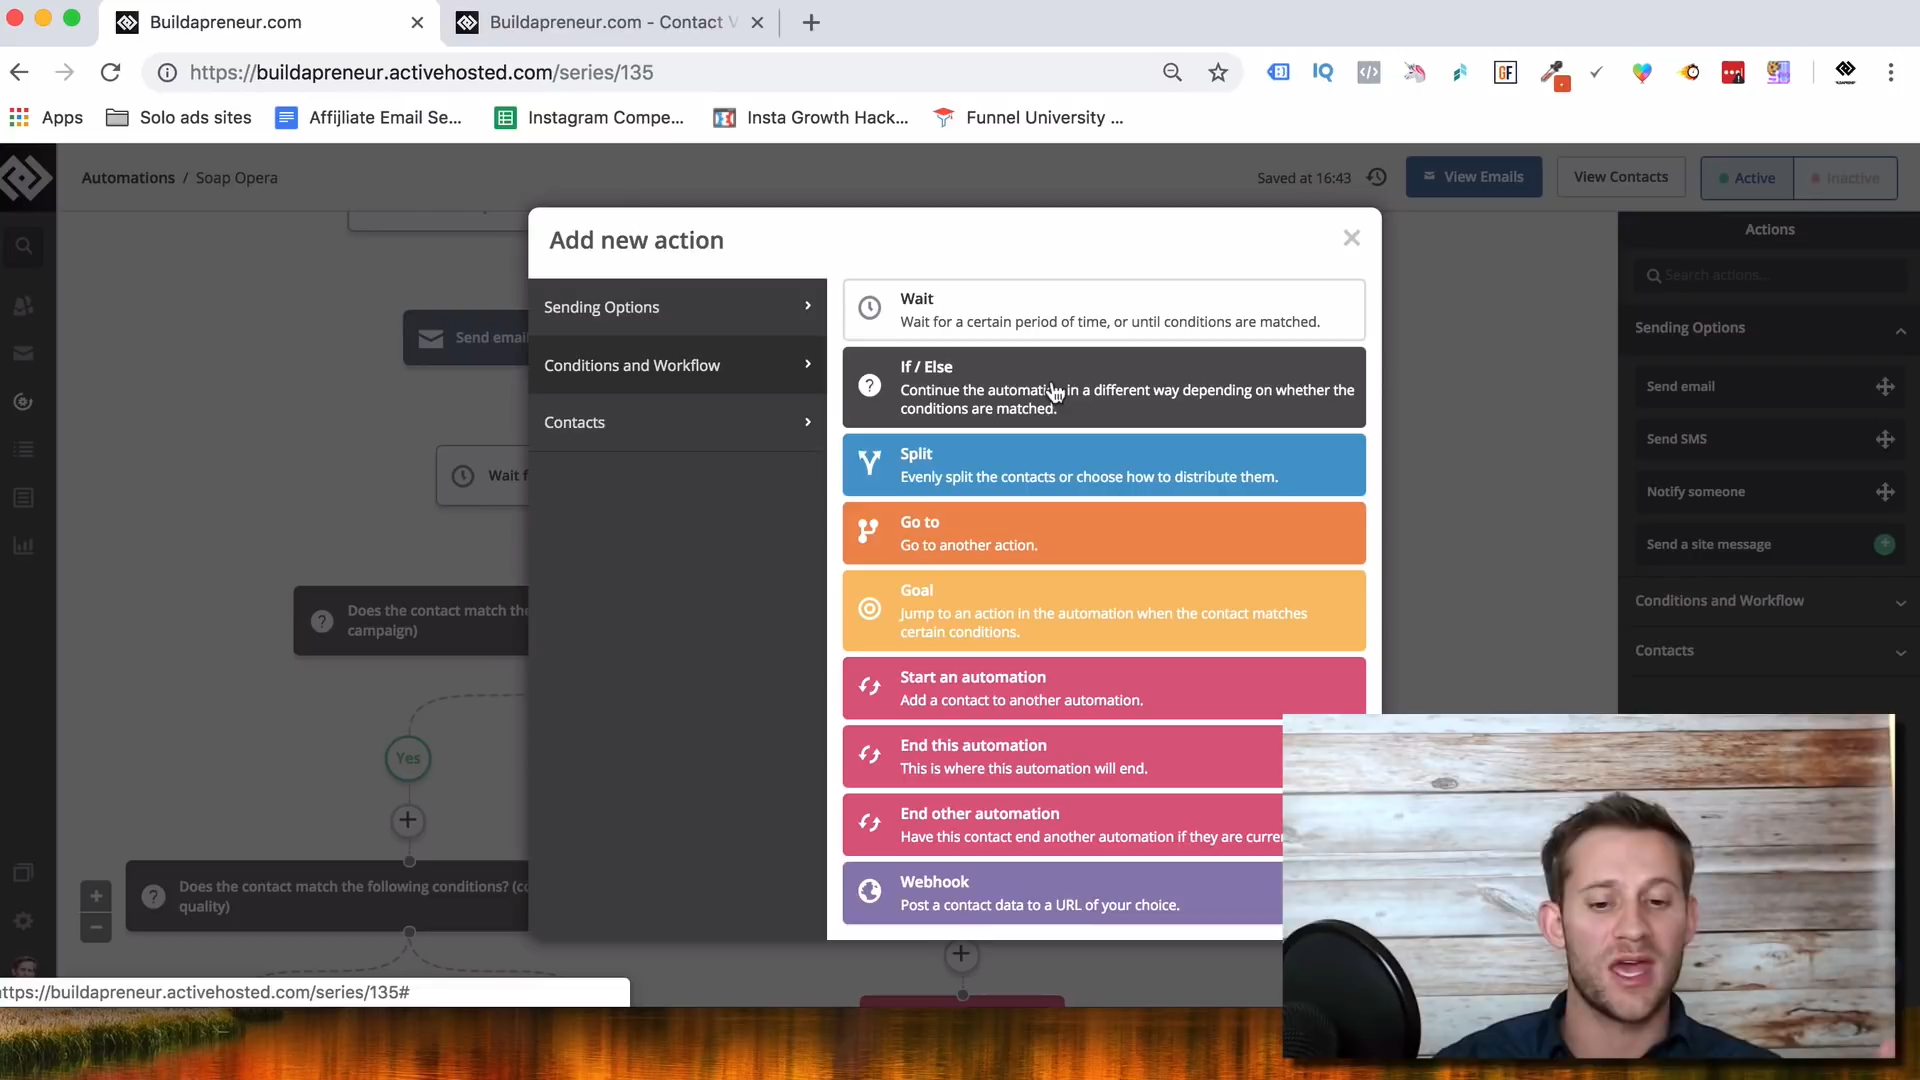 Buildapreneur.com
Buildapreneur.com - Contact V
https://buildapreneur.activehosted.com/series/135
Apps
Solo ads sites
Affijliate Email Se...
Instagram Compe...
Insta Growth Hack...
Funnel University ...
Automations / Soap Opera
Saved at 16:43
View Emails
View Contacts
Active
Inactive
Add new action
Sending Options
Conditions and Workflow
Contacts
Wait
Wait for a certain period of time, or until conditions are matched.
If / Else
Continue the automation in a different way depending on whether the
conditions are matched.
Split
Evenly split the contacts or choose how to distribute them.
Go to
Go to another action.
Goal
Jump to an action in the automation when the contact matches
certain conditions.
Start an automation
Add a contact to another automation.
End this automation
This is where this automation will end.
End other automation
Have this contact end another automation if they are curre
Webhook
Post a contact data to a URL of your choice.
Send email
Wait f
Does the contact match the
campaign)
Yes
Does the contact match the following conditions? (co
quality)
Actions
Search actions...
Sending Options
Send email
Send SMS
Notify someone
Send a site message
Conditions and Workflow
Contacts
ttps://buildapreneur.activehosted.com/series/135#
IQ
GF